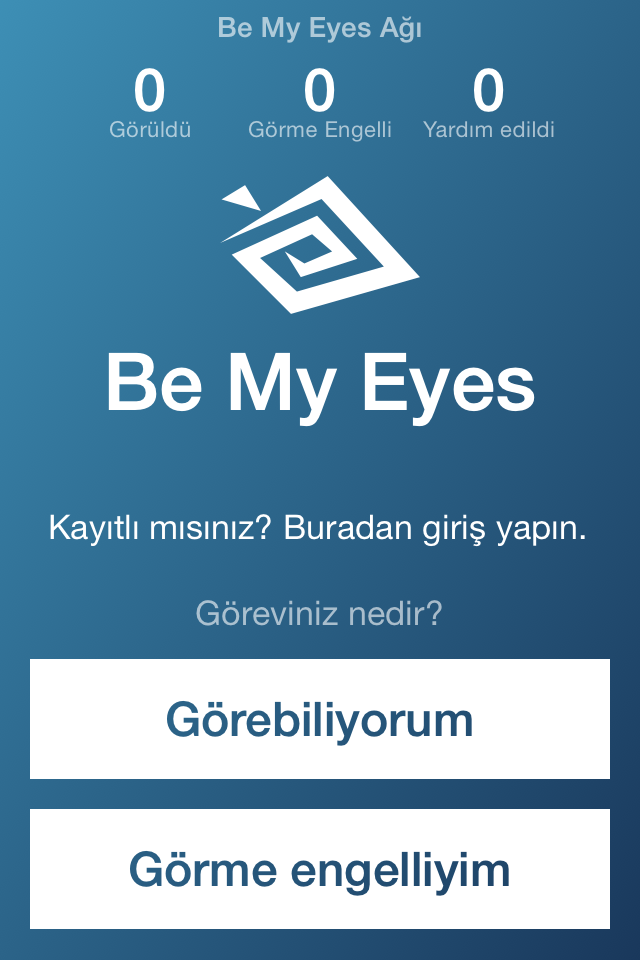 Be My Eyes Ağı
0 0 0
Görüldü Görme Engelli Yardım edildi
Be My Eyes
Kayıtlı mısınız? Buradan giriş yapın.
Göreviniz nedir?
Görebiliyorum
Görme engelliyim